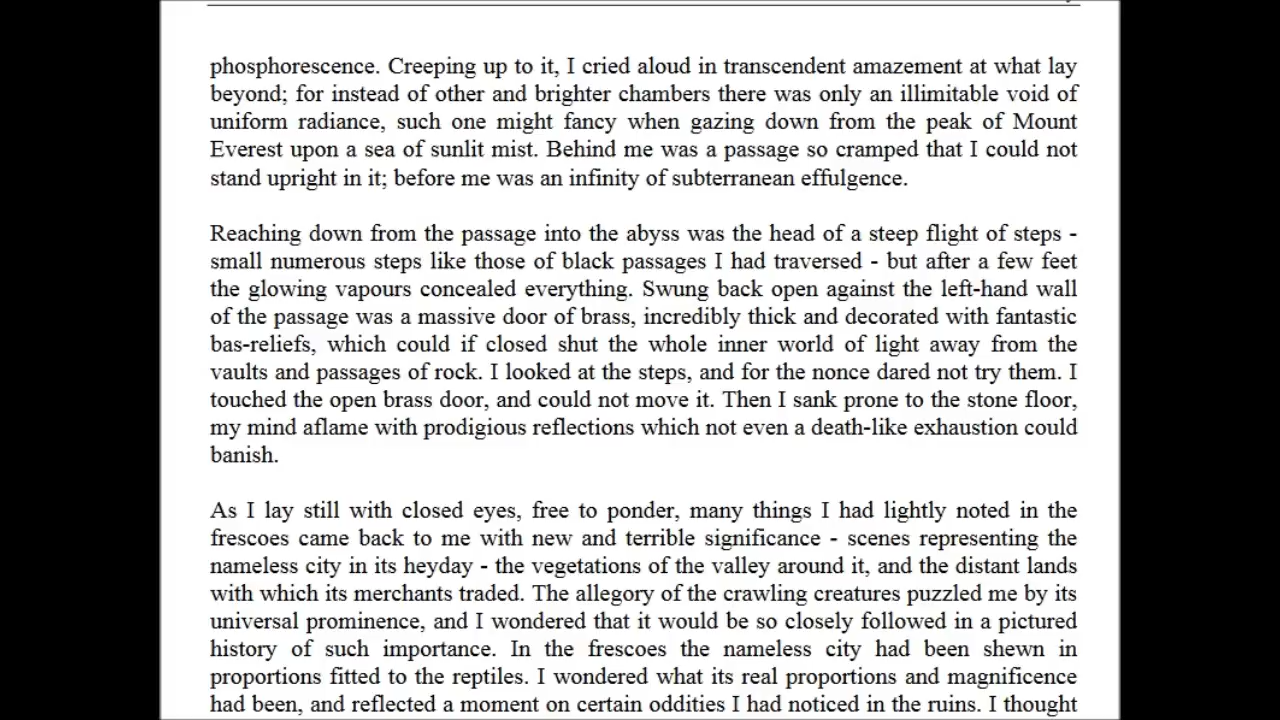 phosphorescence. Creeping up to it, I cried aloud in transcendent amazement at what lay
beyond; for instead of other and brighter chambers there was only an illimitable void of
uniform radiance, such one might fancy when gazing down from the peak of Mount
Everest upon a sea of sunlit mist. Behind me was a passage so cramped that I could not
stand upright in it; before me was an infinity of subterranean effulgence.
Reaching down from the passage into the abyss was the head of a steep flight of steps -
small numerous steps like those of black passages I had traversed - but after a few feet
the glowing vapours concealed everything. Swung back open against the left-hand wall
of the passage was a massive door of brass, incredibly thick and decorated with fantastic
bas-reliefs, which could if closed shut the whole inner world of light away from the
vaults and passages of rock. I looked at the steps, and for the nonce dared not try them. I
touched the open brass door, and could not move it. Then I sank prone to the stone floor,
my mind aflame with prodigious reflections which not even a death-like exhaustion could
banish.
As I lay still with closed eyes, free to ponder, many things I had lightly noted in the
frescoes came back to me with new and terrible significance - scenes representing the
nameless city in its heyday - the vegetations of the valley around it, and the distant lands
with which its merchants traded. The allegory of the crawling creatures puzzled me by its
universal prominence, and I wondered that it would be so closely followed in a pictured
history of such importance. In the frescoes the nameless city had been shewn in
proportions fitted to the reptiles. I wondered what its real proportions and magnificence
had been, and reflected a moment on certain oddities I had noticed in the ruins. I thought